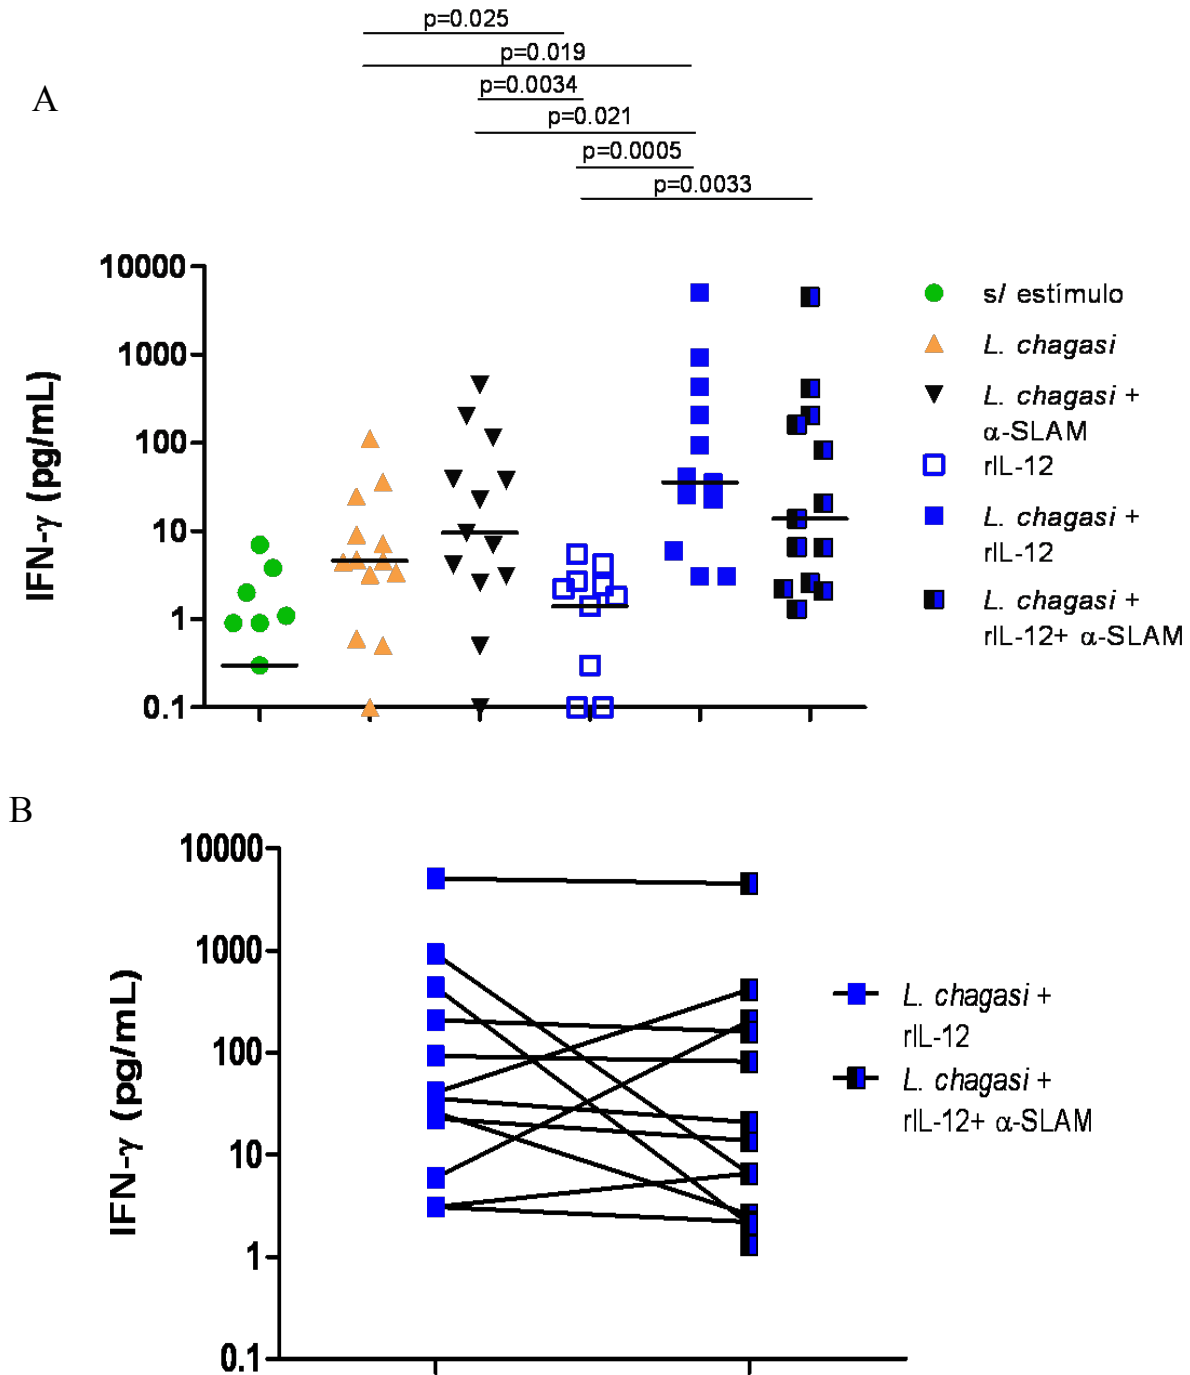 p=0.025
p=0.019
p=0.0034
p=0.021
p=0.0005
p=0.0033
A
10000
1000
100
10
1
0.1
IFN-γ (pg/mL)
s/ estímulo
L. chagasi
L. chagasi +
α-SLAM
rIL-12
L. chagasi +
rIL-12
L. chagasi +
rIL-12+ α-SLAM
B
10000
1000
100
10
1
0.1
IFN-γ (pg/mL)
L. chagasi +
rIL-12
L. chagasi +
rIL-12+ α-SLAM